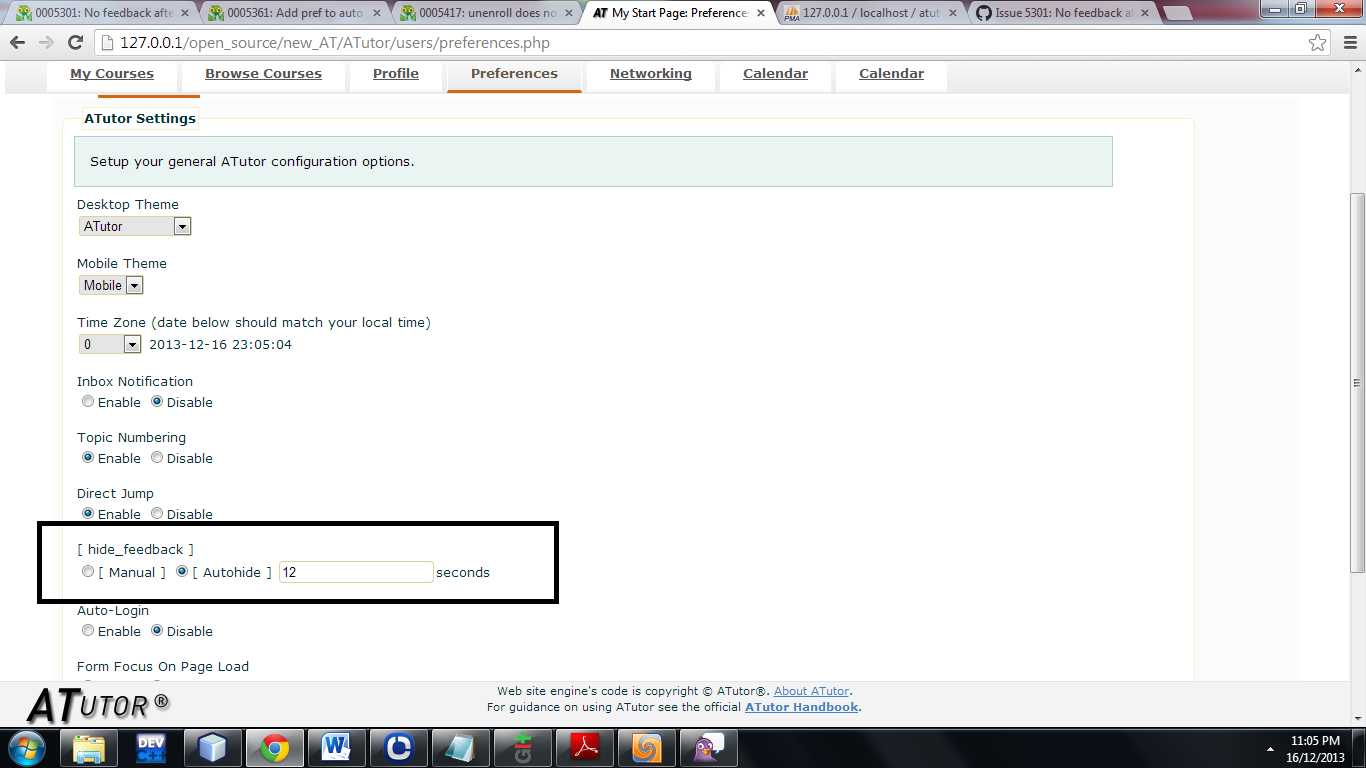 0005301: No feedback afte
0005361: Add pref to auto
0005417: unenroll does no
My Start Page: Preference
127.0.0.1 / localhost / atut
Issue 5301: No feedback at
127.0.0.1/open_source/new_AT/ATutor/users/preferences.php
My Courses Browse Courses Profile Preferences Networking Calendar Calendar
ATutor Settings
Setup your general ATutor configuration options.
Desktop Theme
ATutor
Mobile Theme
Mobile
Time Zone (date below should match your local time)
0 2013-12-16 23:05:04
Inbox Notification
Enable Disable
Topic Numbering
Enable Disable
Direct Jump
Enable Disable
[ hide_feedback ]
[ Manual ] [ Autohide ] 12 seconds
Auto-Login
Enable Disable
Form Focus On Page Load
ATUTOR ®
Web site engine's code is copyright © ATutor®. About ATutor.
For guidance on using ATutor see the official ATutor Handbook.
11:05 PM
16/12/2013